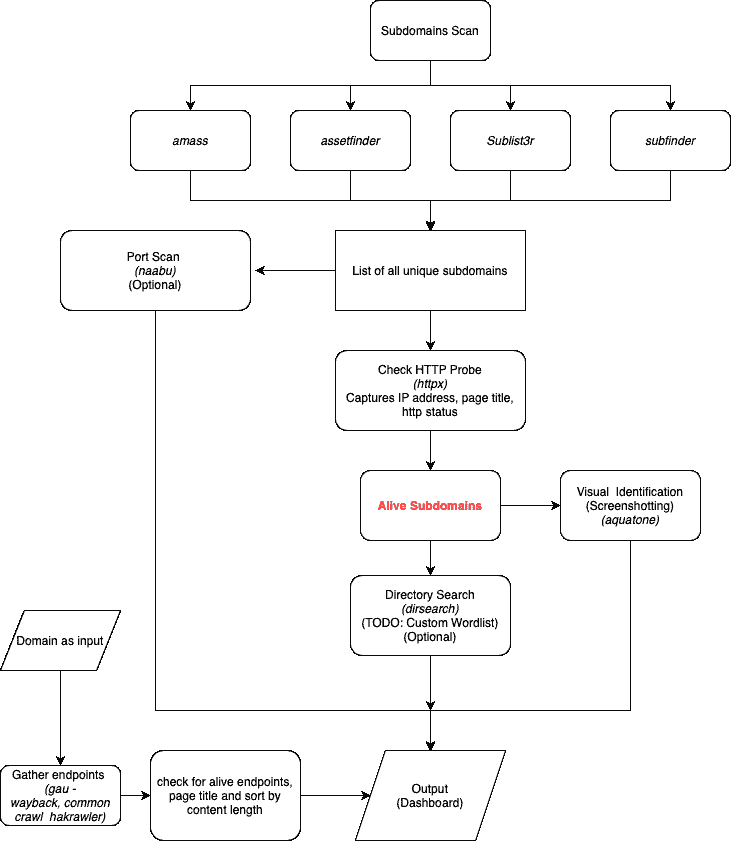 Subdomains Scan
amass
assetfinder
Sublist3r
subfinder
Port Scan
(naabu)
(Optional)
List of all unique subdomains
Check HTTP Probe
(httpx)
Captures IP address, page title,
http status
Alive Subdomains
Visual Identification
(Screenshotting)
(aquatone)
Directory Search
(dirsearch)
(TODO: Custom Wordlist)
(Optional)
Domain as input
Gather endpoints
(gau -
wayback, common
crawl hakrawler)
check for alive endpoints,
page title and sort by
content length
Output
(Dashboard)